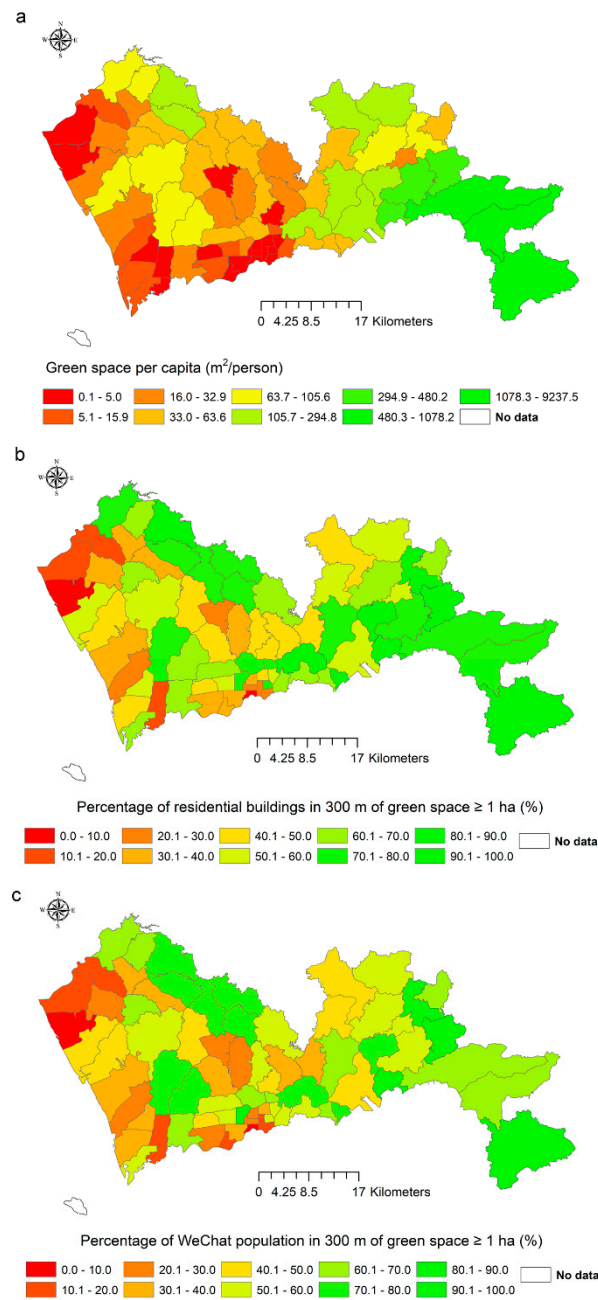 a
N
W E
S
0 4.25 8.5 17 Kilometers
Green space per capita (m²/person)
0.1 - 5.0 16.0 - 32.9 63.7 - 105.6 294.9 - 480.2 1078.3 - 9237.5
5.1 - 15.9 33.0 - 63.6 105.7 - 294.8 480.3 - 1078.2 No data
b
N
W E
S
0 4.25 8.5 17 Kilometers
Percentage of residential buildings in 300 m of green space ≥ 1 ha (%)
0.0 - 10.0 20.1 - 30.0 40.1 - 50.0 60.1 - 70.0 80.1 - 90.0 No data
10.1 - 20.0 30.1 - 40.0 50.1 - 60.0 70.1 - 80.0 90.1 - 100.0
c
N
W E
S
0 4.25 8.5 17 Kilometers
Percentage of WeChat population in 300 m of green space ≥ 1 ha (%)
0.0 - 10.0 20.1 - 30.0 40.1 - 50.0 60.1 - 70.0 80.1 - 90.0 No data
10.1 - 20.0 30.1 - 40.0 50.1 - 60.0 70.1 - 80.0 90.1 - 100.0